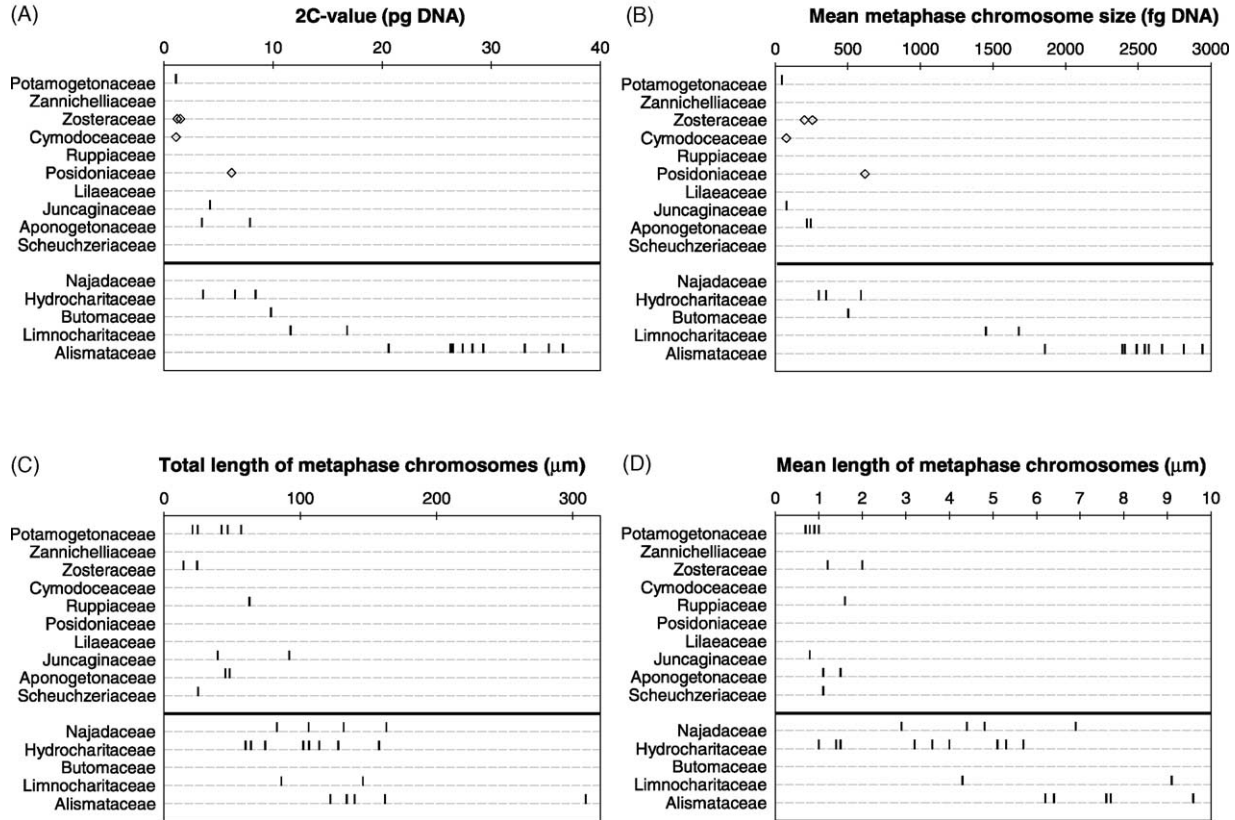 (A) 2C-value (pg DNA)
0 10 20 30 40
Potamogetonaceae
Zannichelliaceae
Zosteraceae
Cymodoceaceae
Ruppiaceae
Posidoniaceae
Lilaeaceae
Juncaginaceae
Aponogetonaceae
Scheuchzeriaceae
Najadaceae
Hydrocharitaceae
Butomaceae
Limnocharitaceae
Alismataceae
(B) Mean metaphase chromosome size (fg DNA)
0 500 1000 1500 2000 2500 3000
Potamogetonaceae
Zannichelliaceae
Zosteraceae
Cymodoceaceae
Ruppiaceae
Posidoniaceae
Lilaeaceae
Juncaginaceae
Aponogetonaceae
Scheuchzeriaceae
Najadaceae
Hydrocharitaceae
Butomaceae
Limnocharitaceae
Alismataceae
(C) Total length of metaphase chromosomes (μm)
0 100 200 300
Potamogetonaceae
Zannichelliaceae
Zosteraceae
Cymodoceaceae
Ruppiaceae
Posidoniaceae
Lilaeaceae
Juncaginaceae
Aponogetonaceae
Scheuchzeriaceae
Najadaceae
Hydrocharitaceae
Butomaceae
Limnocharitaceae
Alismataceae
(D) Mean length of metaphase chromosomes (μm)
0 1 2 3 4 5 6 7 8 9 10
Potamogetonaceae
Zannichelliaceae
Zosteraceae
Cymodoceaceae
Ruppiaceae
Posidoniaceae
Lilaeaceae
Juncaginaceae
Aponogetonaceae
Scheuchzeriaceae
Najadaceae
Hydrocharitaceae
Butomaceae
Limnocharitaceae
Alismataceae